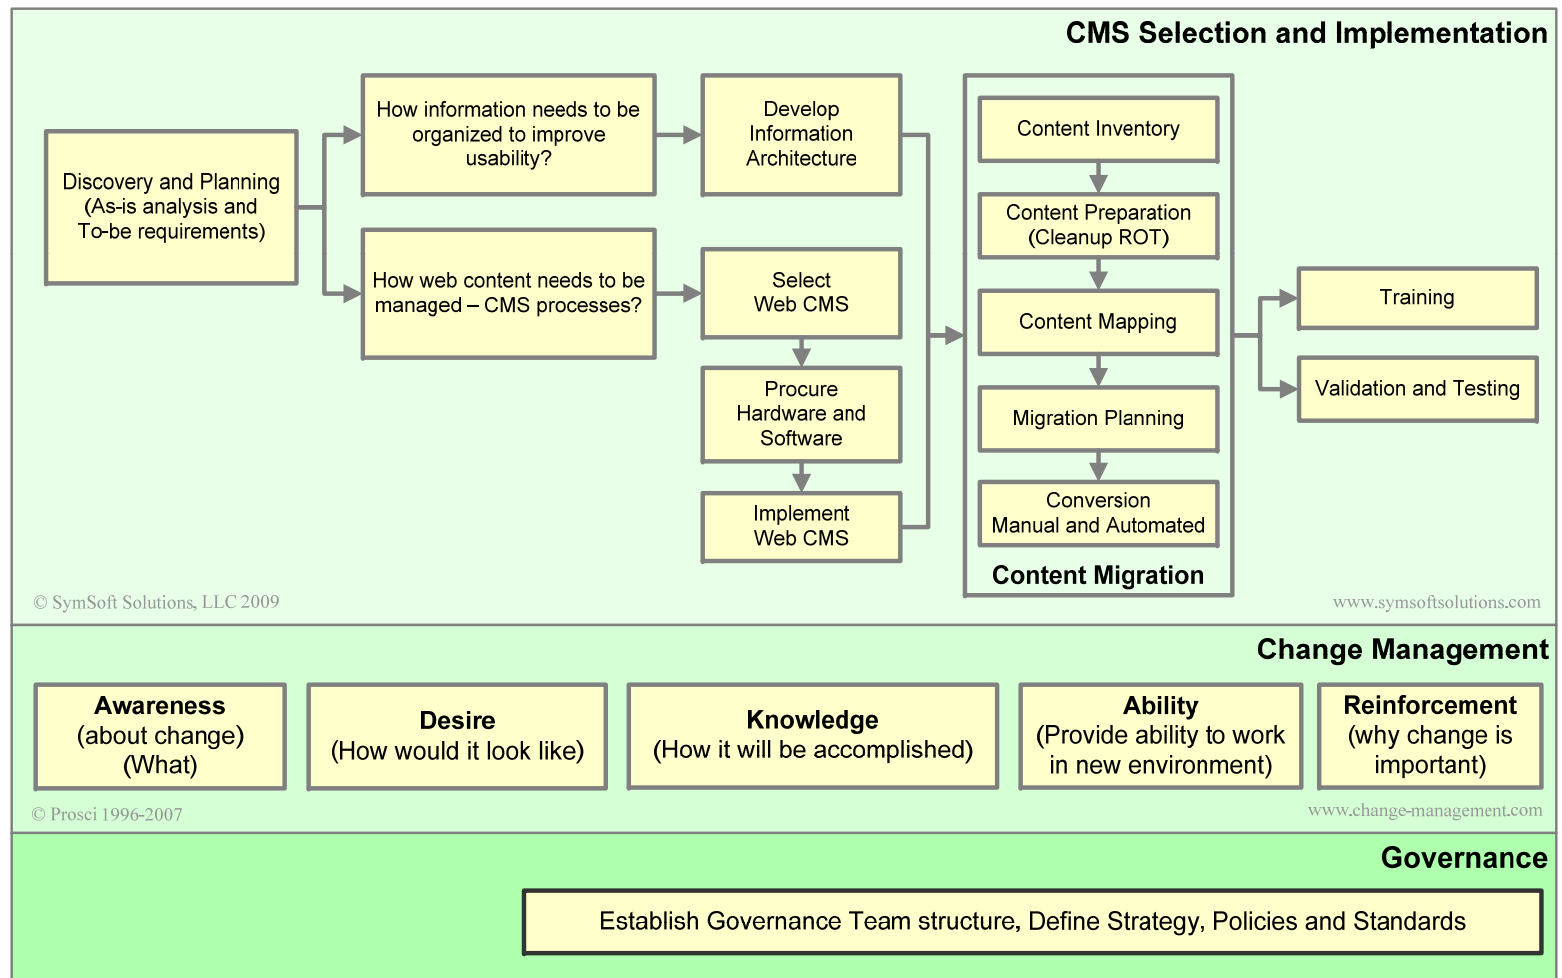 CMS Selection and Implementation
Discovery and Planning
(As-is analysis and
To-be requirements)
How information needs to be
organized to improve
usability?
Develop
Information
Architecture
How web content needs to be
managed – CMS processes?
Select
Web CMS
Procure
Hardware and
Software
Implement
Web CMS
Content Inventory
Content Preparation
(Cleanup ROT)
Content Mapping
Migration Planning
Conversion
Manual and Automated
Content Migration
Training
Validation and Testing
© SymSoft Solutions, LLC 2009
www.symsoftsolutions.com
Change Management
Awareness
(about change)
(What)
Desire
(How would it look like)
Knowledge
(How it will be accomplished)
Ability
(Provide ability to work
in new environment)
Reinforcement
(why change is
important)
© Prosci 1996-2007
www.change-management.com
Governance
Establish Governance Team structure, Define Strategy, Policies and Standards